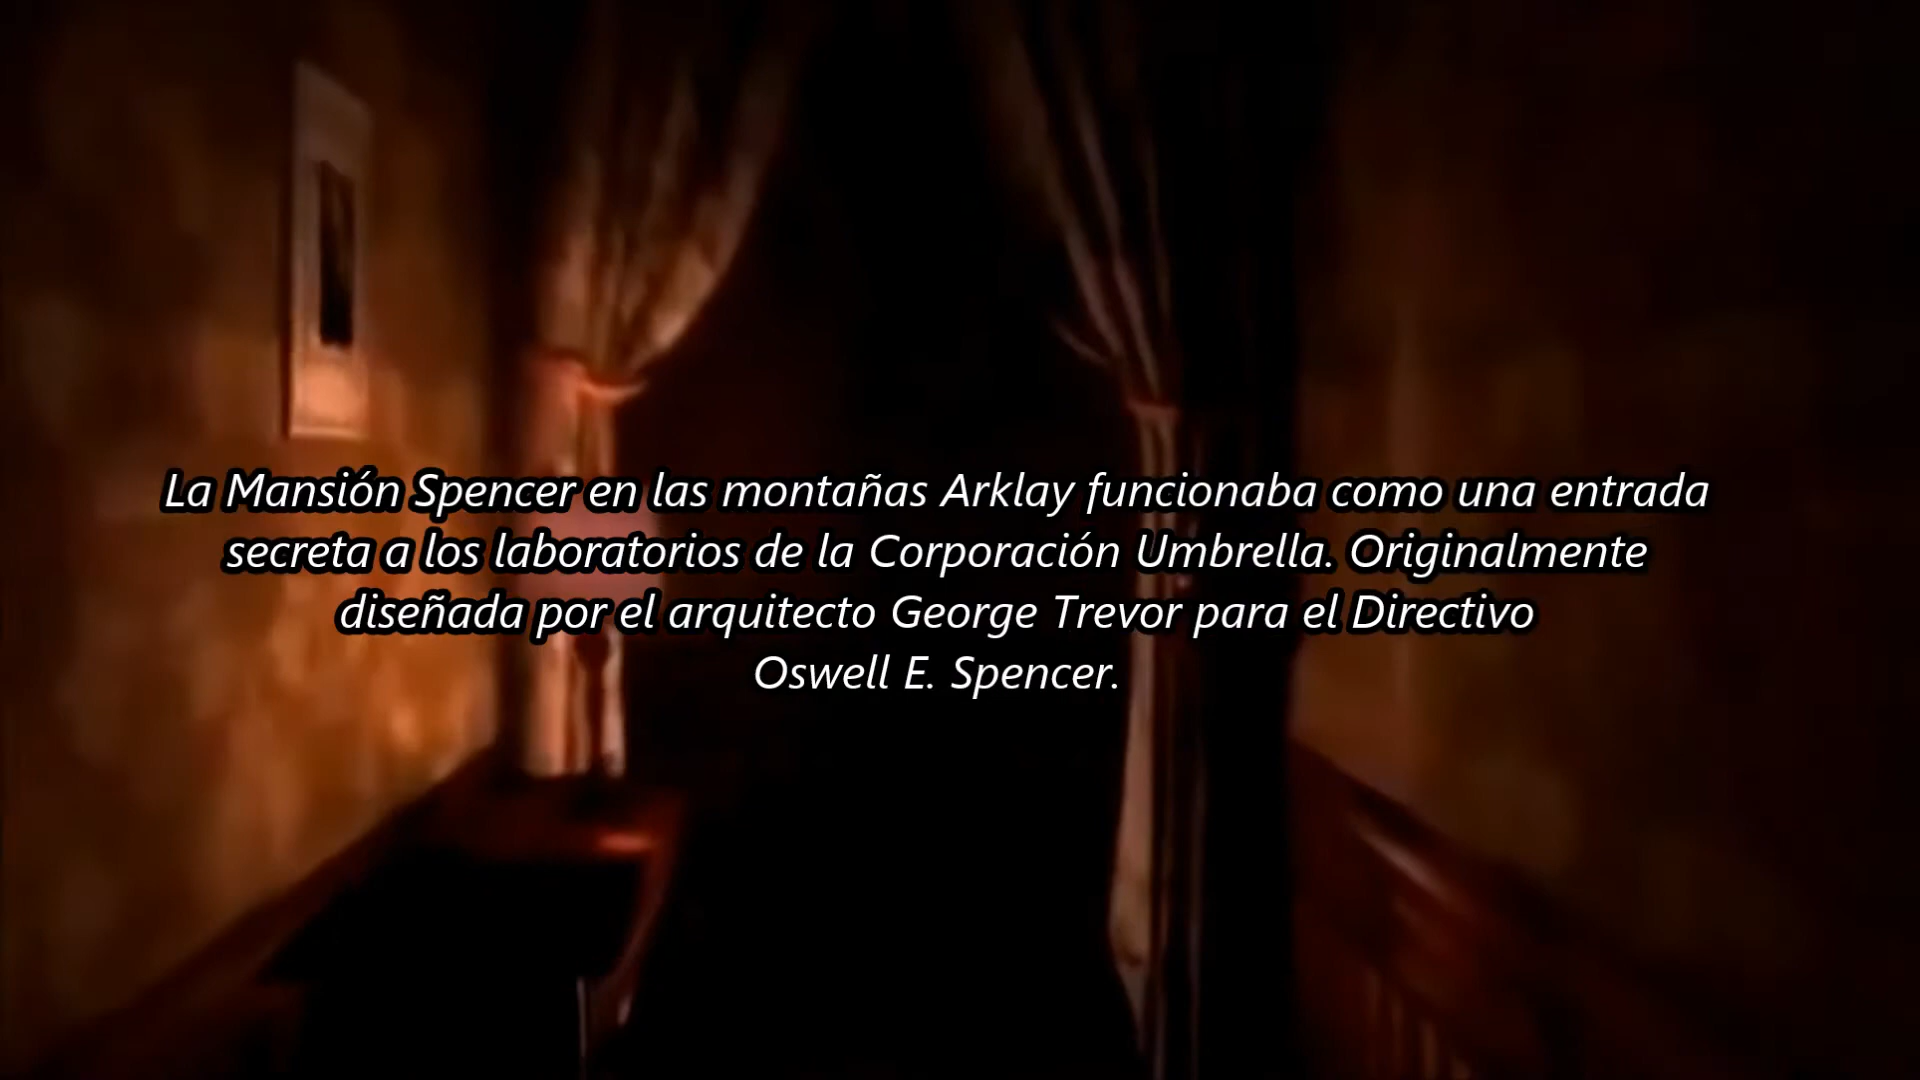 La Mansión Spencer en las montañas Arklay funcionaba como una entrada
secreta a los laboratorios de la Corporación Umbrella. Originalmente
diseñada por el arquitecto George Trevor para el Directivo
Oswell E. Spencer.